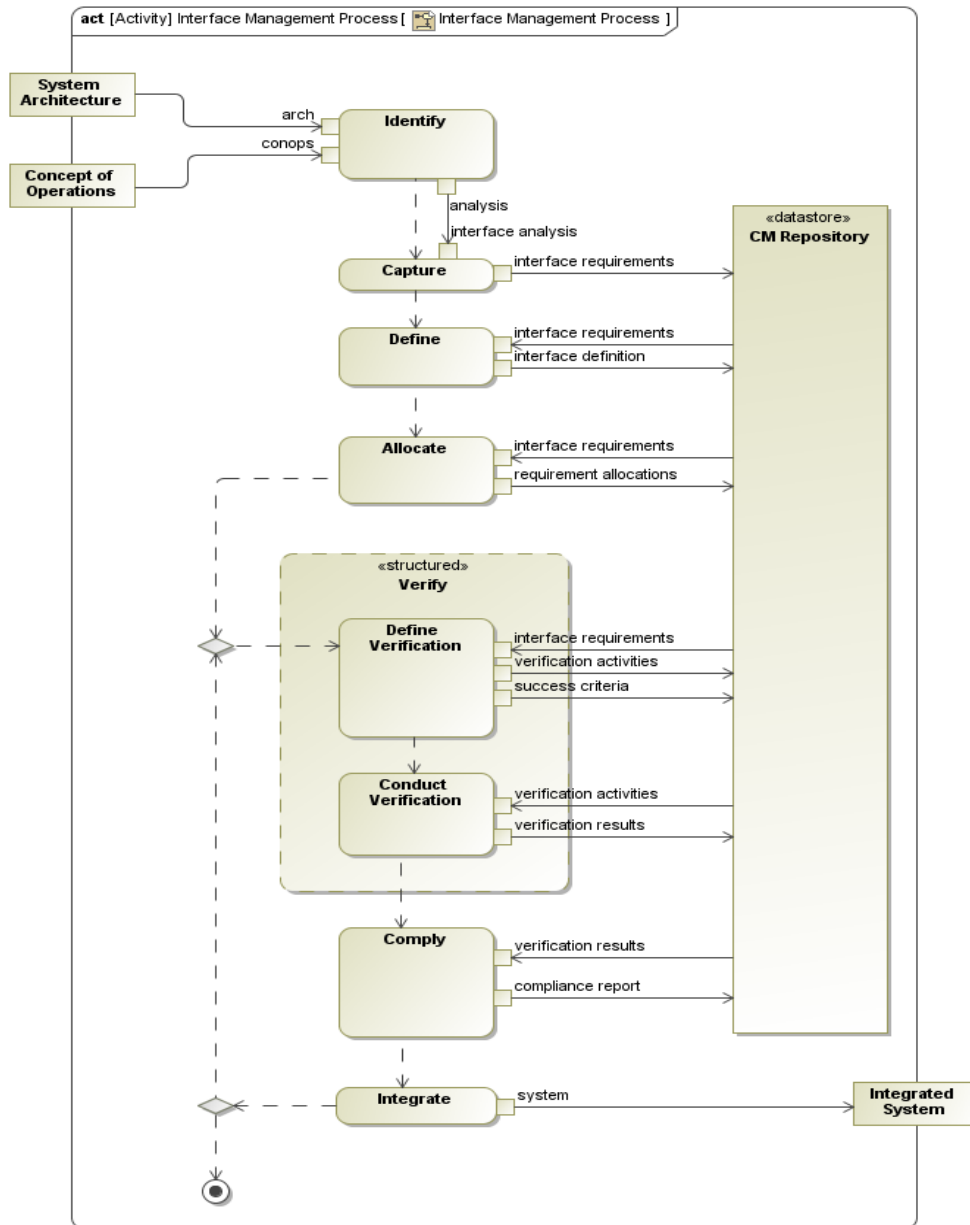 act [Activity] Interface Management Process [ Interface Management Process ]
System
Architecture
arch
Identify
conops
Concept of
Operations
analysis
interface analysis
«datastore»
CM Repository
Capture
interface requirements
Define
interface requirements
interface definition
Allocate
interface requirements
requirement allocations
«structured»
Verify
Define
Verification
interface requirements
verification activities
success criteria
Conduct
Verification
verification activities
verification results
Comply
verification results
compliance report
Integrate
system
Integrated
System